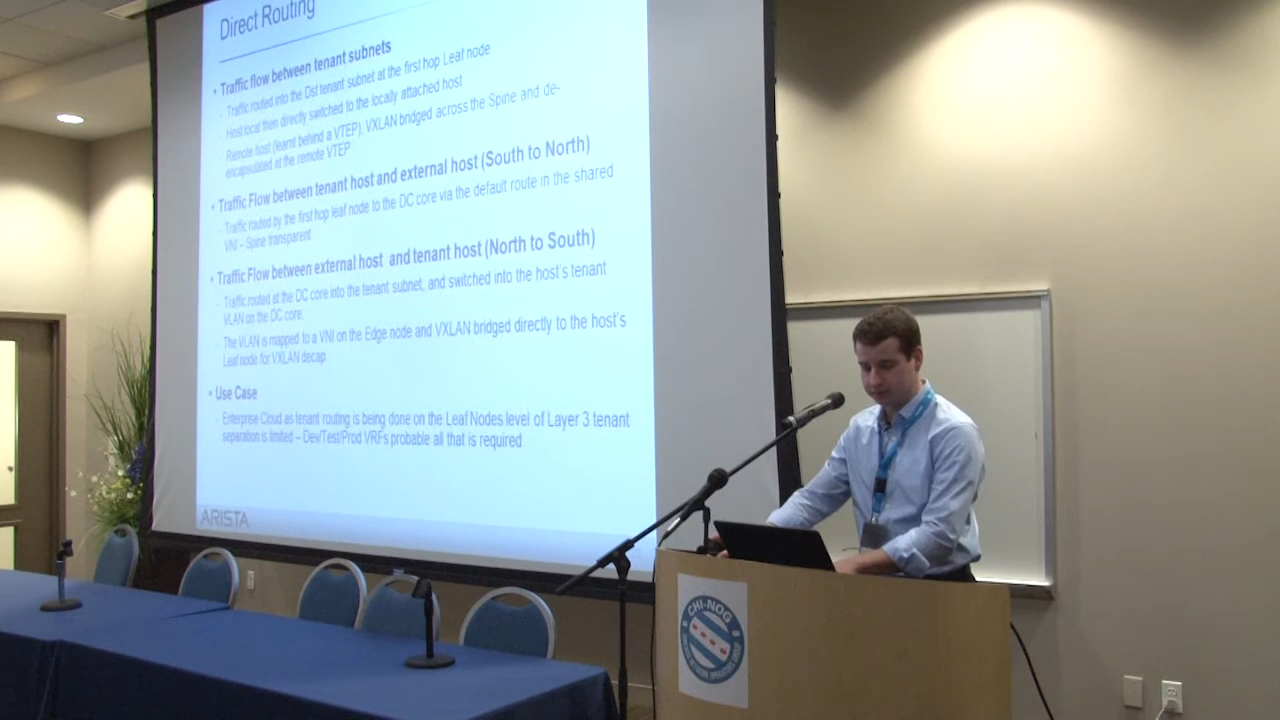 Direct Routing
• Traffic flow between tenant subnets
- Traffic routed into the Dst tenant subnet at the first hop Leaf node
- Host local then directly switched to the locally attached host
- Remote host (learnt behind a VTEP), VXLAN bridged across the Spine and de-
encapsulated at the remote VTEP
• Traffic Flow between tenant host and external host (South to North)
- Traffic routed by the first hop leaf node to the DC core via the default route in the shared
VNI – Spine transparent
• Traffic Flow between external host and tenant host (North to South)
- Traffic routed at the DC core into the tenant subnet, and switched into the host's tenant
VLAN on the DC core.
- The VLAN is mapped to a VNI on the Edge node and VXLAN bridged directly to the host's
Leaf node for VXLAN decap
• Use Case
- Enterprise Cloud as tenant routing is being done on the Leaf Nodes level of Layer 3 tenant
separation is limited – Dev/Test/Prod VRFs probable all that is required
ARISTA
CHI-NOG
CHICAGO NETWORK OPERATORS GROUP